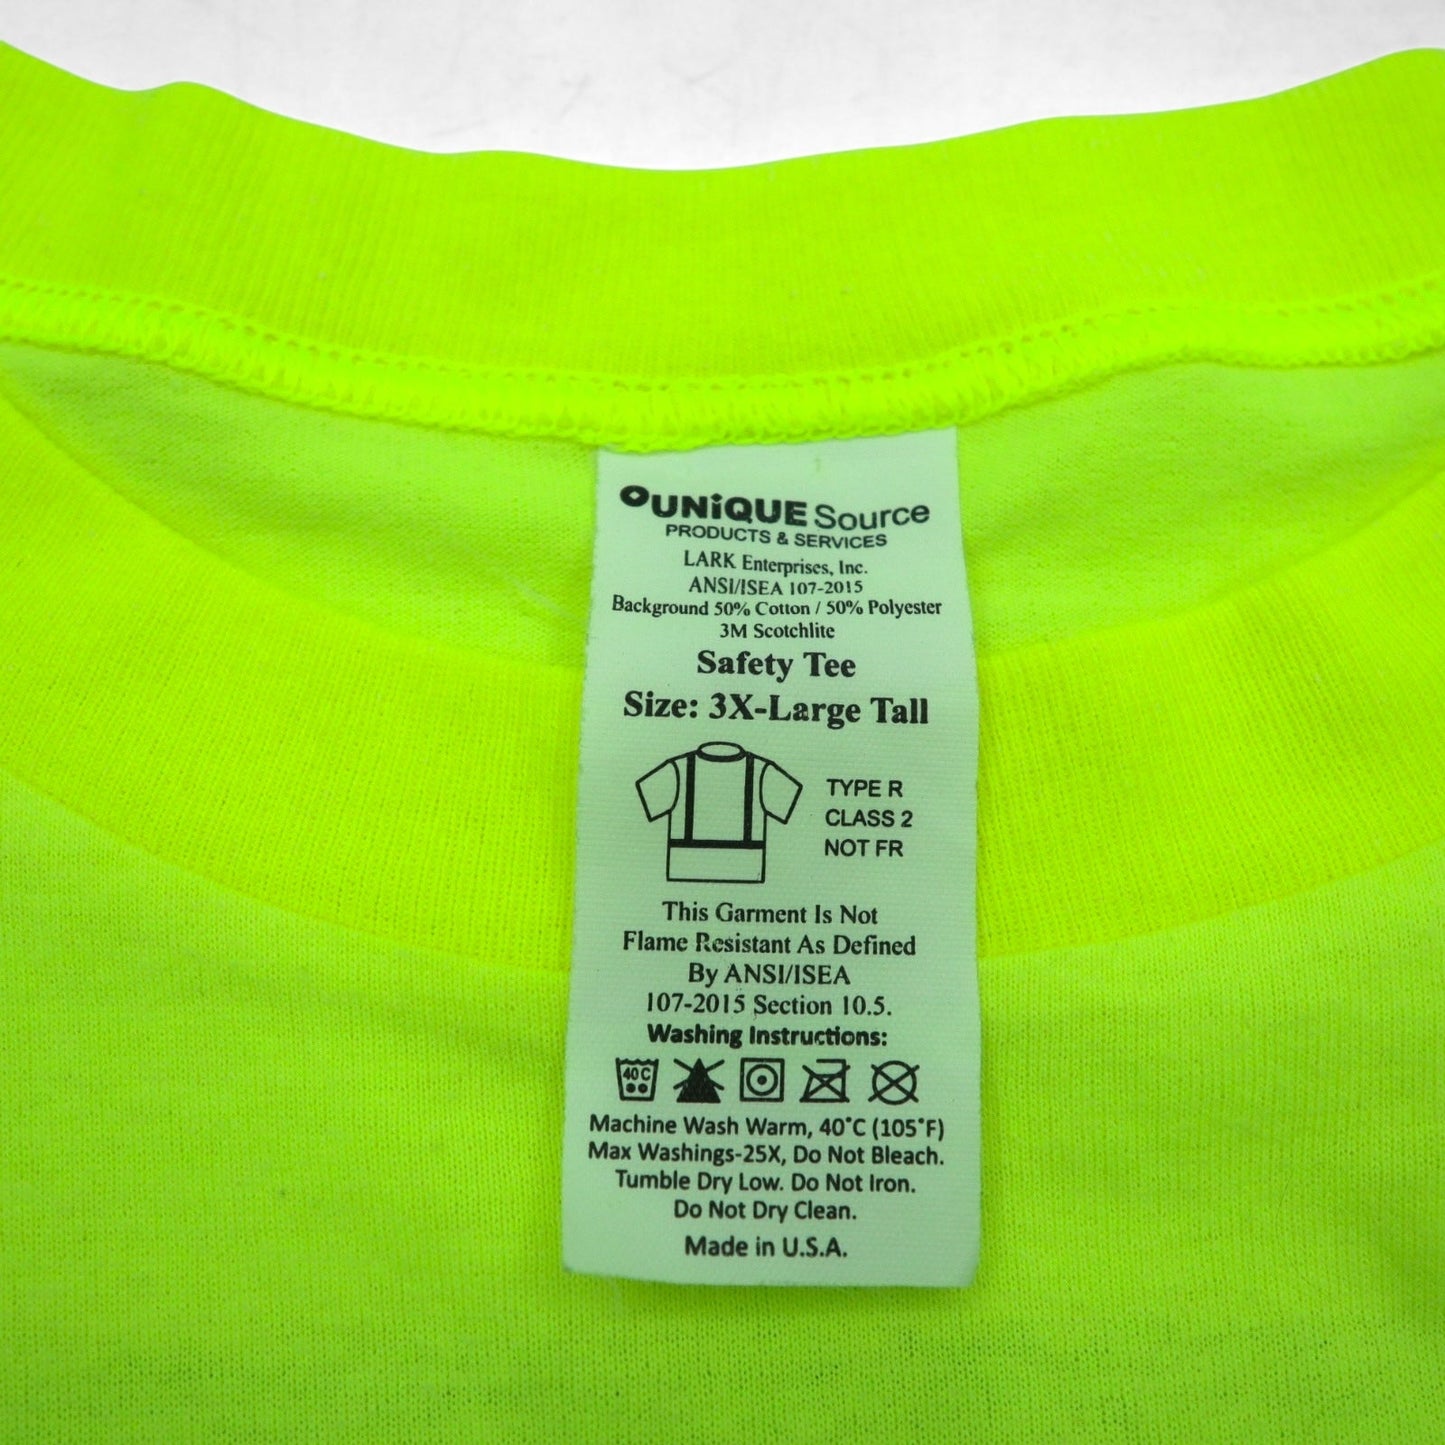 UNiQUE Source
PRODUCTS & SERVICES
LARK Enterprises, Inc.
ANSI/ISEA 107-2015
Background 50% Cotton / 50% Polyester
3M Scotchlite
Safety Tee
Size: 3X-Large Tall
TYPE R
CLASS 2
NOT FR
This Garment Is Not
Flame Resistant As Defined
By ANSI/ISEA
107-2015 Section 10.5.
Washing Instructions:
40C
Machine Wash Warm, 40°C (105°F)
Max Washings-25X, Do Not Bleach.
Tumble Dry Low. Do Not Iron.
Do Not Dry Clean.
Made in U.S.A.